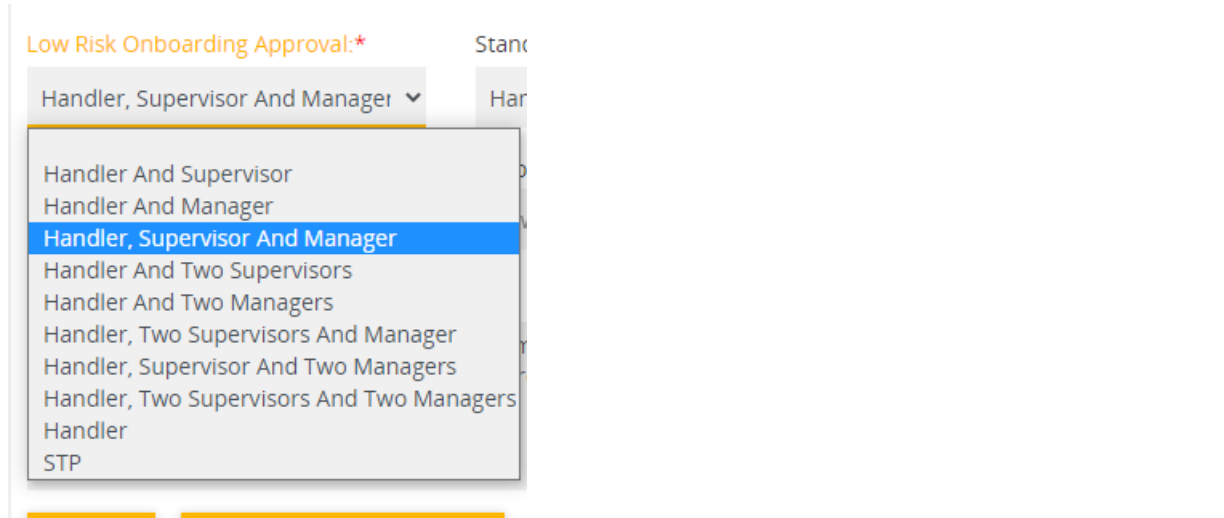 Low Risk Onboarding Approval:*
Handler, Supervisor And Manager
Handler And Supervisor
Handler And Manager
Handler, Supervisor And Manager
Handler And Two Supervisors
Handler And Two Managers
Handler, Two Supervisors And Manager
Handler, Supervisor And Two Managers
Handler, Two Supervisors And Two Managers
Handler
STP